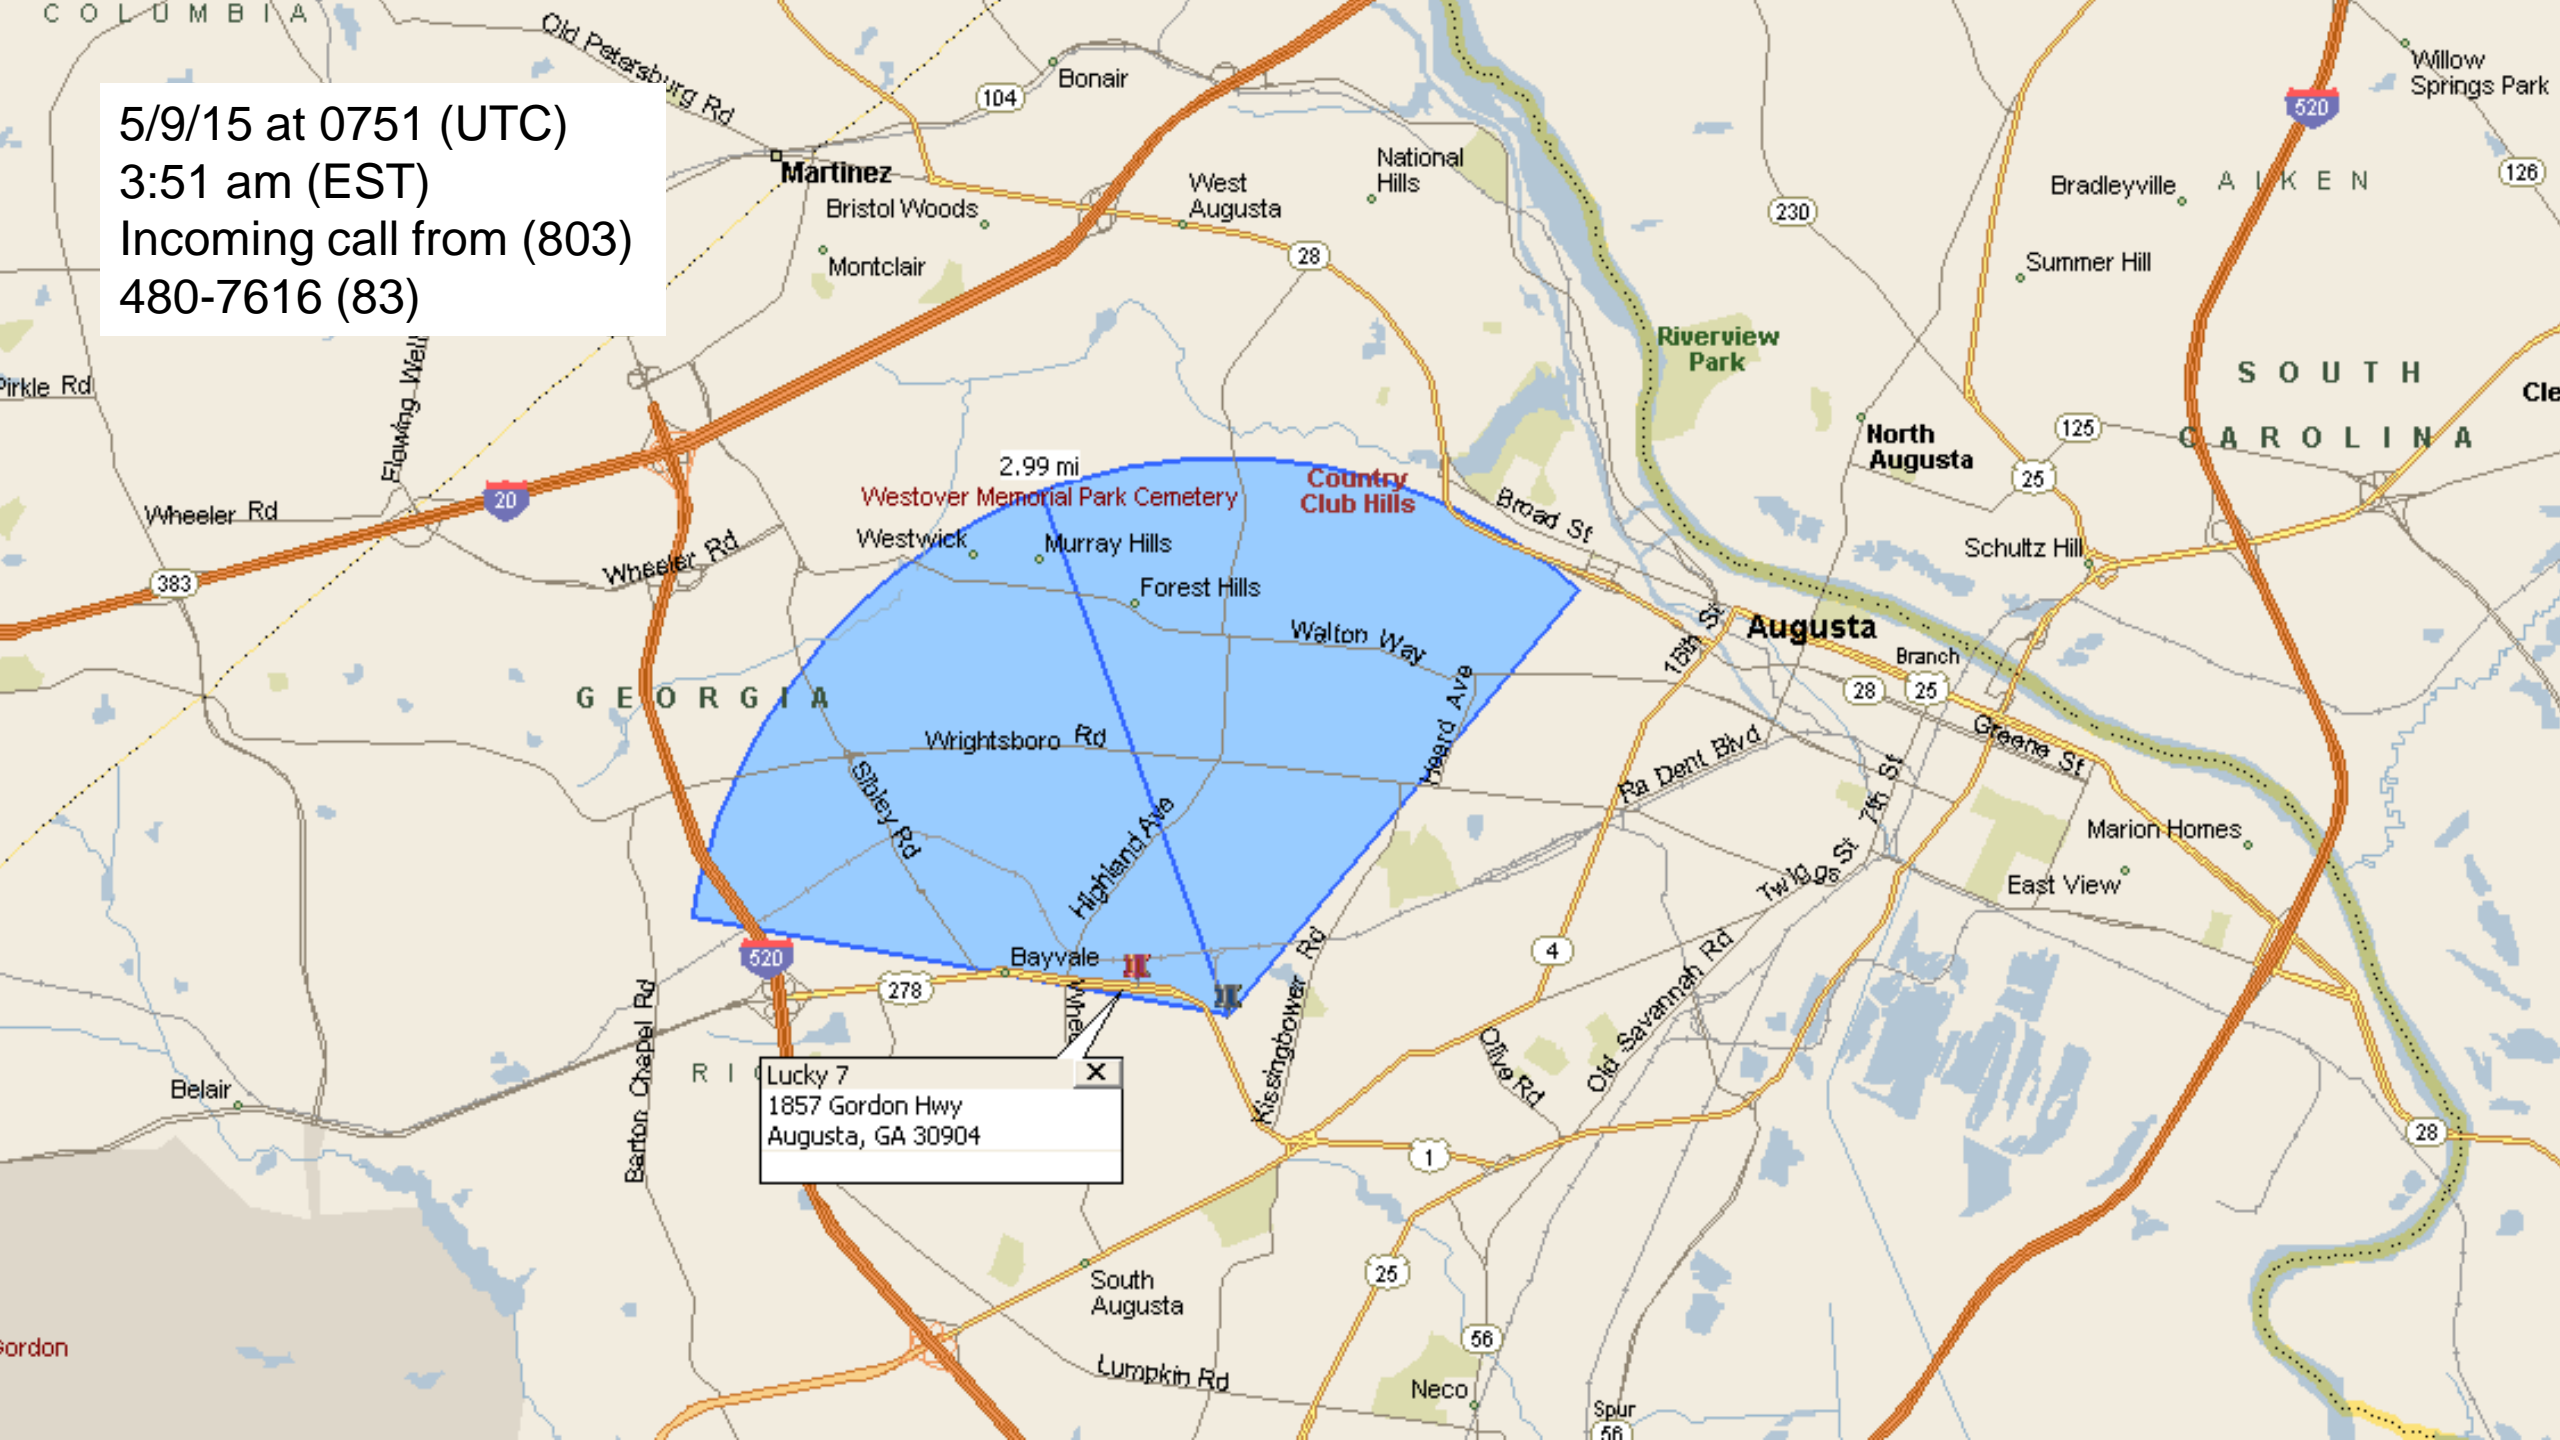 COLUMBIA
Old Petersburg Rd
5/9/15 at 0751 (UTC)
3:51 am (EST)
Incoming call from (803)
480-7616 (83)
104
Bonair
Willow
Springs Park
520
126
Martinez
National
Hills
West
Augusta
Bradleyville
AIKEN
Bristol Woods
230
Montclair
28
Summer Hill
Riverview
Park
Pirkle Rd
SOUTH
CAROLINA
Cle
North
Augusta
125
25
2.99 mi
Westover Memorial Park Cemetery
Country
Club Hills
20
Wheeler Rd
Broad St
Westwick
Murray Hills
Schultz Hill
Wheeler Rd
383
Forest Hills
Walton Way
15th St
Augusta
Branch
28
25
GEORGIA
Heard Ave
Wrightsboro Rd
Greene St
Ra Dent Blvd
7th St
Sibley Rd
Highland Ave
Marion Homes
Twiggs St
East View
520
Bayvale
4
278
Kissingbower Rd
Old Savannah Rd
Olive Rd
Barton Chapel Rd
Whee
Belair
RIC
Lucky 7
1857 Gordon Hwy
Augusta, GA 30904
1
28
South
Augusta
25
Gordon
56
Lumpkin Rd
Neco
Spur
56